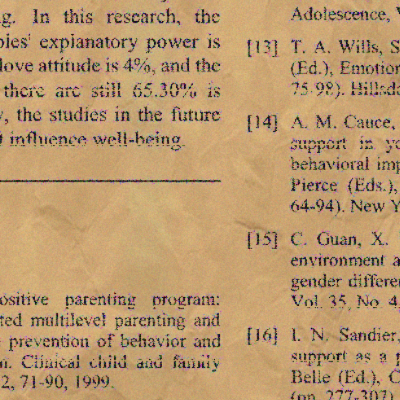 g. In this research, the
bies' explanatory power is
love attitude is 4%, and the
there are still 65.30% is
, the studies in the future
influence well-being.
ositive parenting program:
ted multilevel parenting and
prevention of behavior and
n. Clinical child and family
2, 71-90, 1999.
Adolescence,
[13] T. A. Wills, S
(Ed.), Emotion
75-98). Hillsda
[14] A. M. Cauce,
support in yo
behavioral imp
Pierce (Eds.),
64-94). New Y
[15] C. Guan, X.
environment a
gender differe
Vol. 35, No. 4,
[16] I. N. Sandier,
support as a
Belle (Ed.), C
(pp. 277-307)